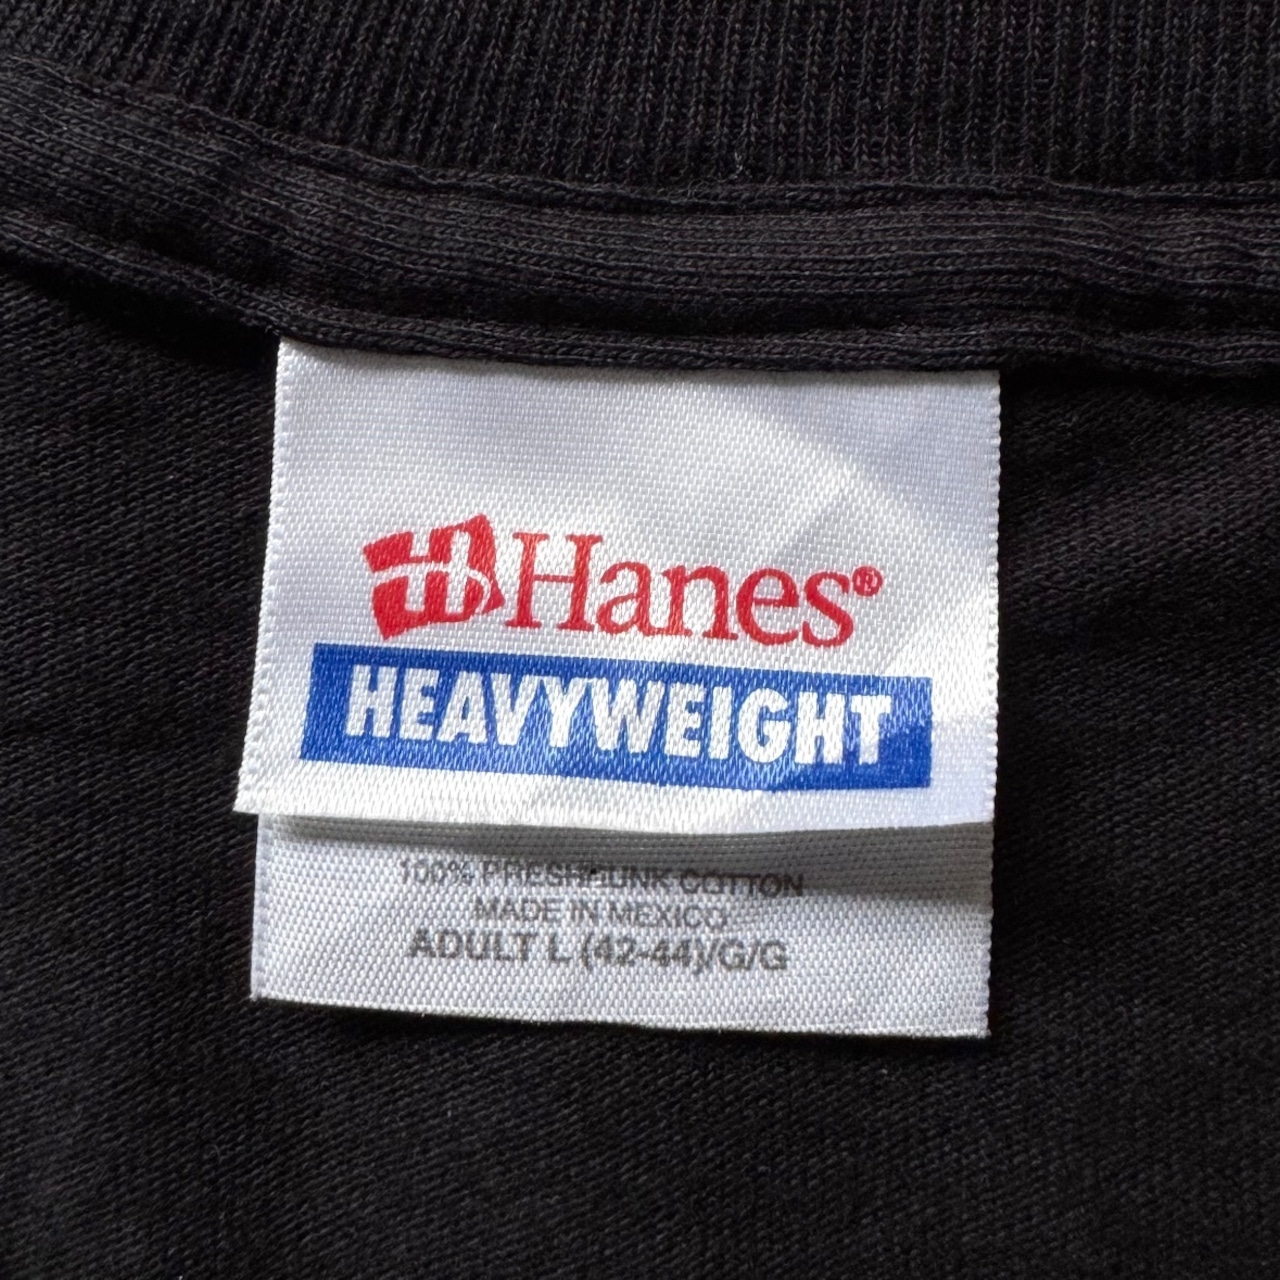 Hanes®
HEAVYWEIGHT
100% PRESHRUNK COTTON
MADE IN MEXICO
ADULT L (42-44)/G/G